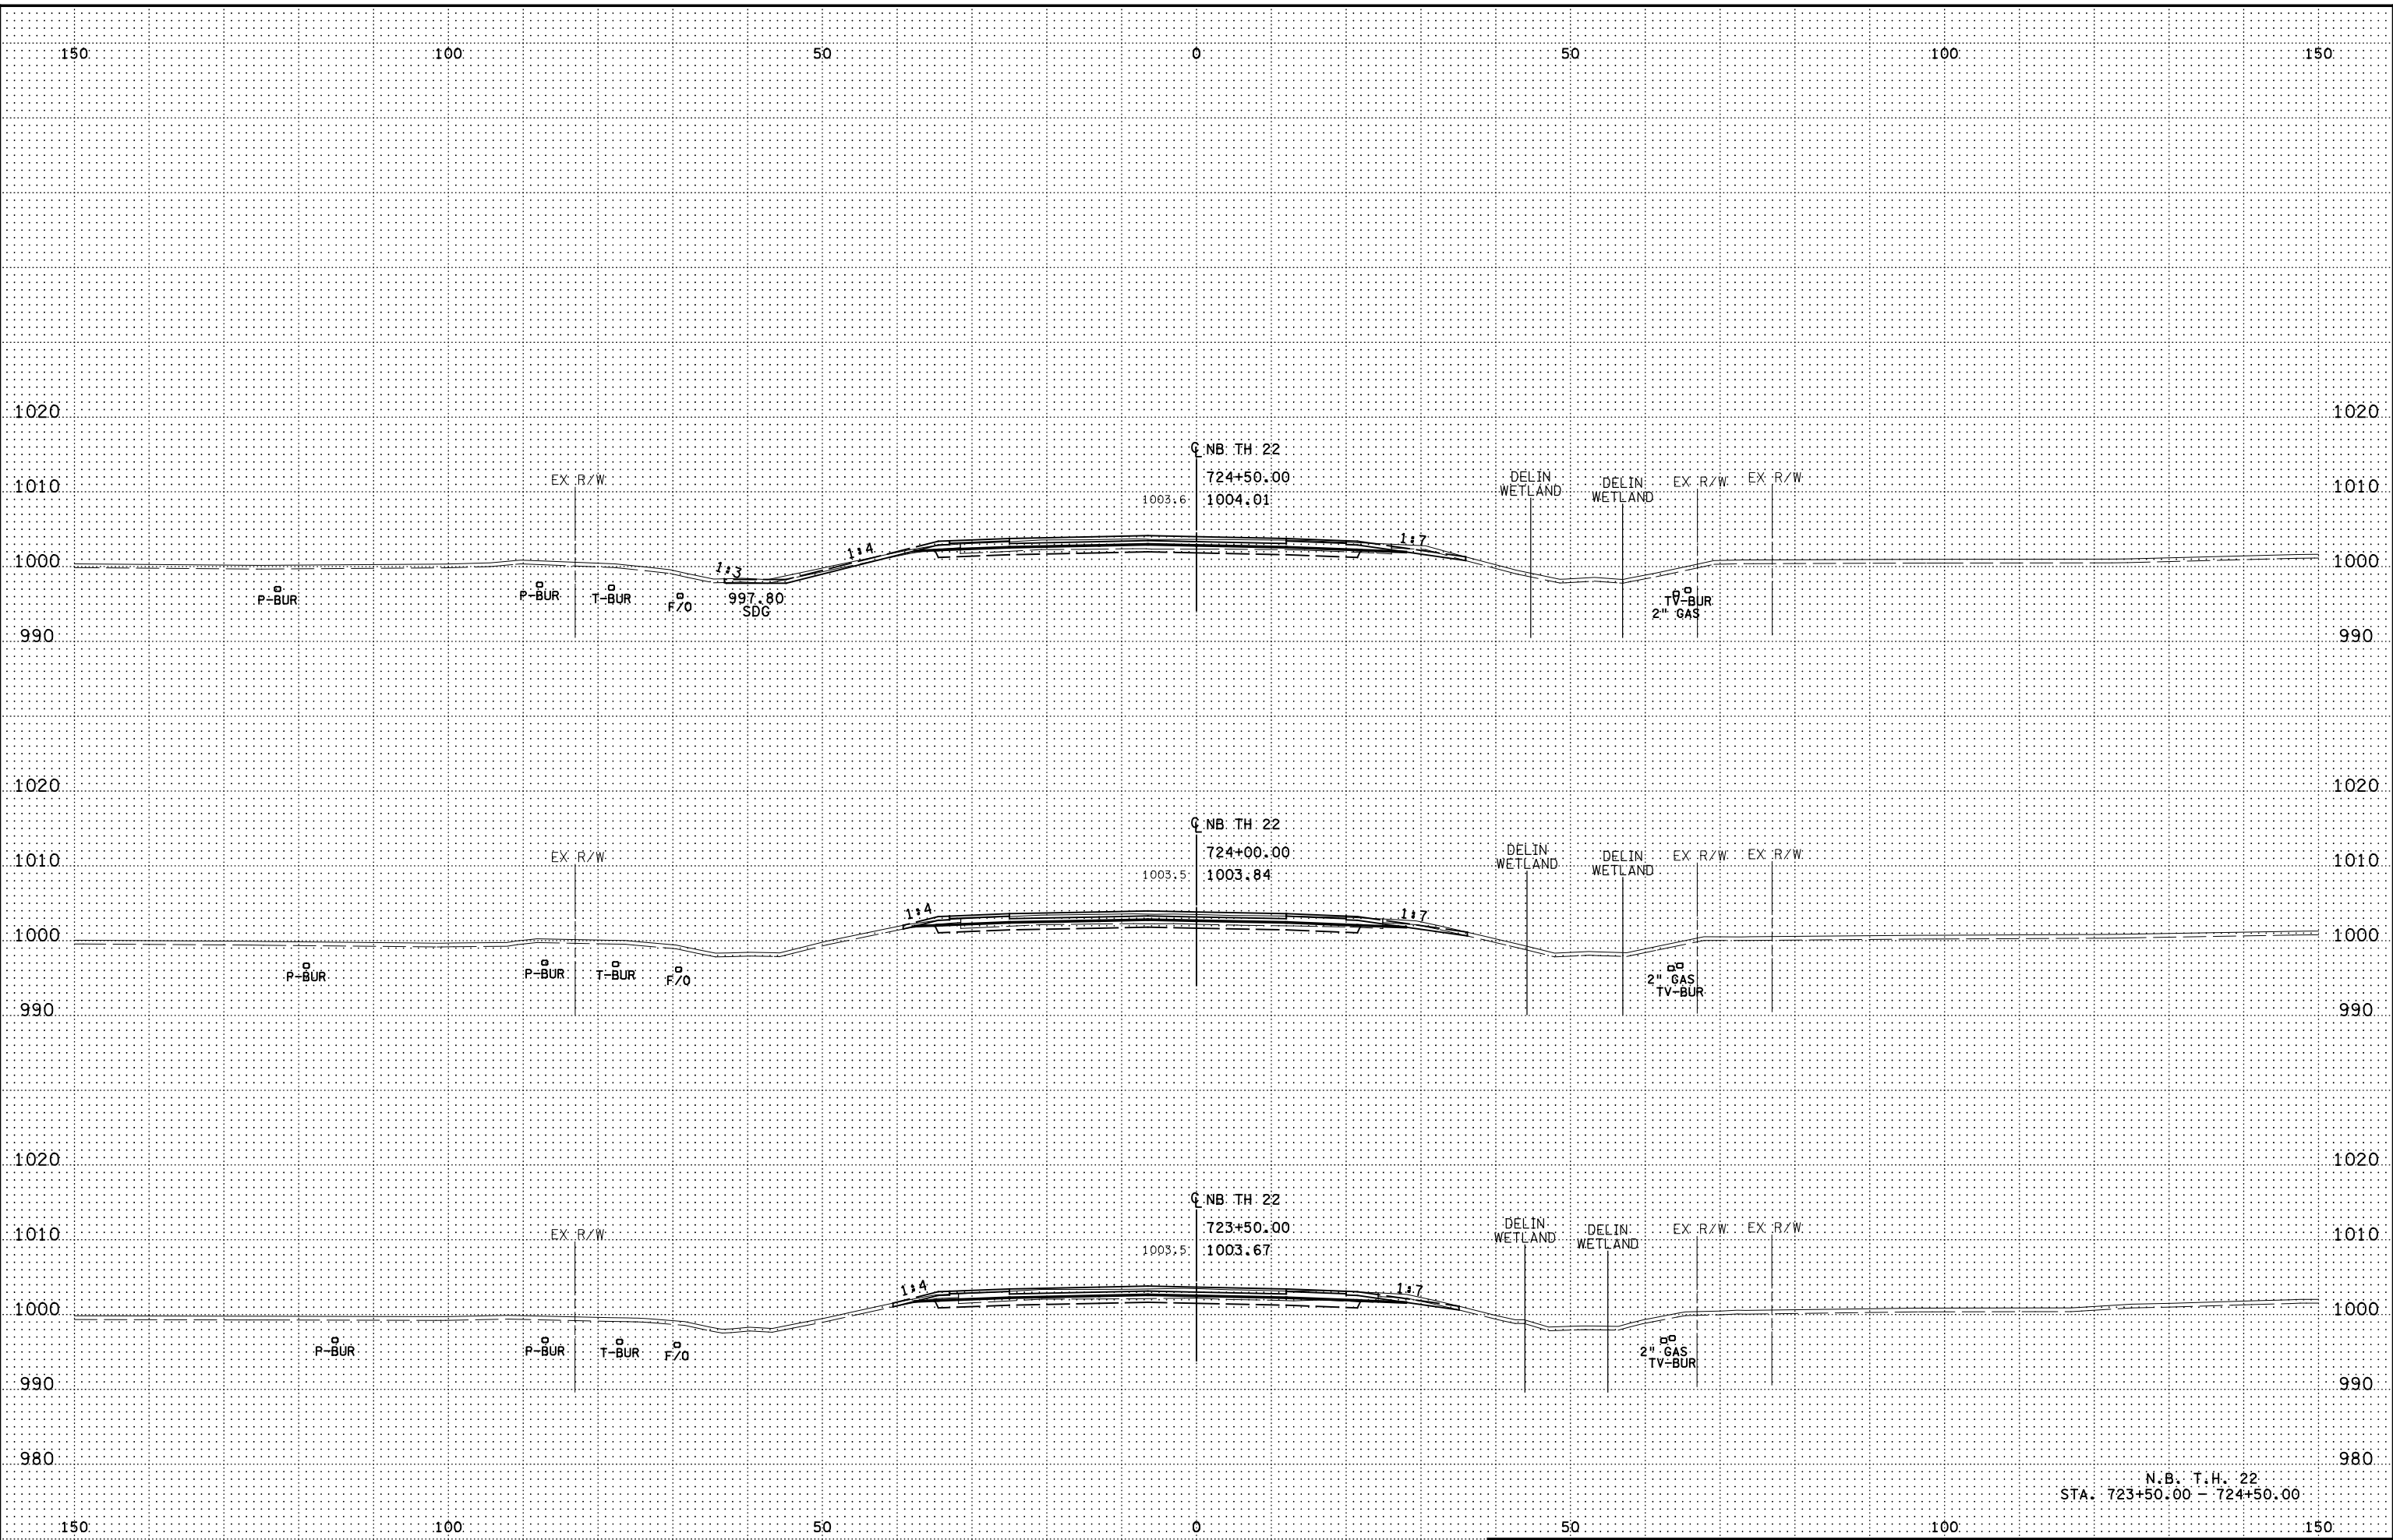 150 100 50 0 50 100 150
1020 1020
℄ NB TH 22
EX R/W 724+50.00 DELIN WETLAND DELIN WETLAND EX R/W EX R/W
1010 1003.6 1004.01 1010
1:4 1:7
1000 1:3 1000
P-BUR P-BUR T-BUR F/O 997.80 TV-BUR
SDG 2" GAS
990 990
1020 1020
℄ NB TH 22
EX R/W 724+00.00 DELIN WETLAND DELIN WETLAND EX R/W EX R/W
1010 1003.5 1003.84 1010
1:4 1:7
1000 1000
P-BUR P-BUR T-BUR F/O 2" GAS
TV-BUR
990 990
1020 1020
℄ NB TH 22
EX R/W 723+50.00 DELIN WETLAND DELIN WETLAND EX R/W EX R/W
1010 1003.5 1003.67 1010
1:4 1:7
1000 1000
P-BUR P-BUR T-BUR F/O 2" GAS
TV-BUR
990 990
980 980
N.B. T.H. 22
STA. 723+50.00 - 724+50.00
150 100 50 0 50 100 150